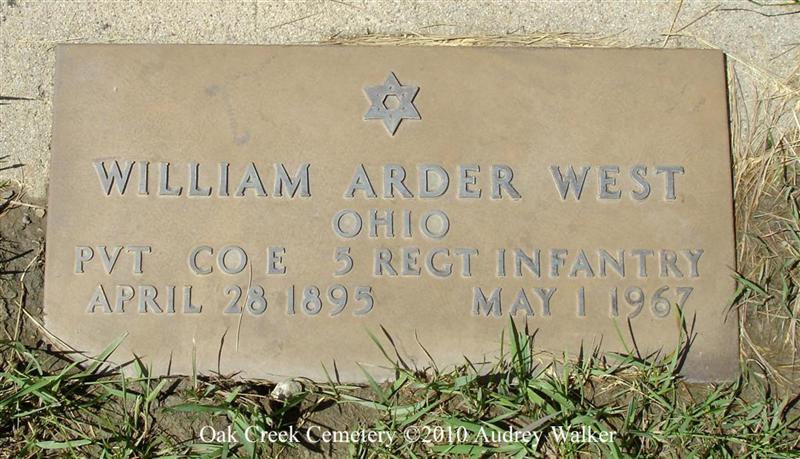 WILLIAM ARDER WEST
OHIO
PVT CO E 5 REGT INFANTRY
APRIL 28 1895 MAY 1 1967
Oak Creek Cemetery ©2010 Audrey Walker